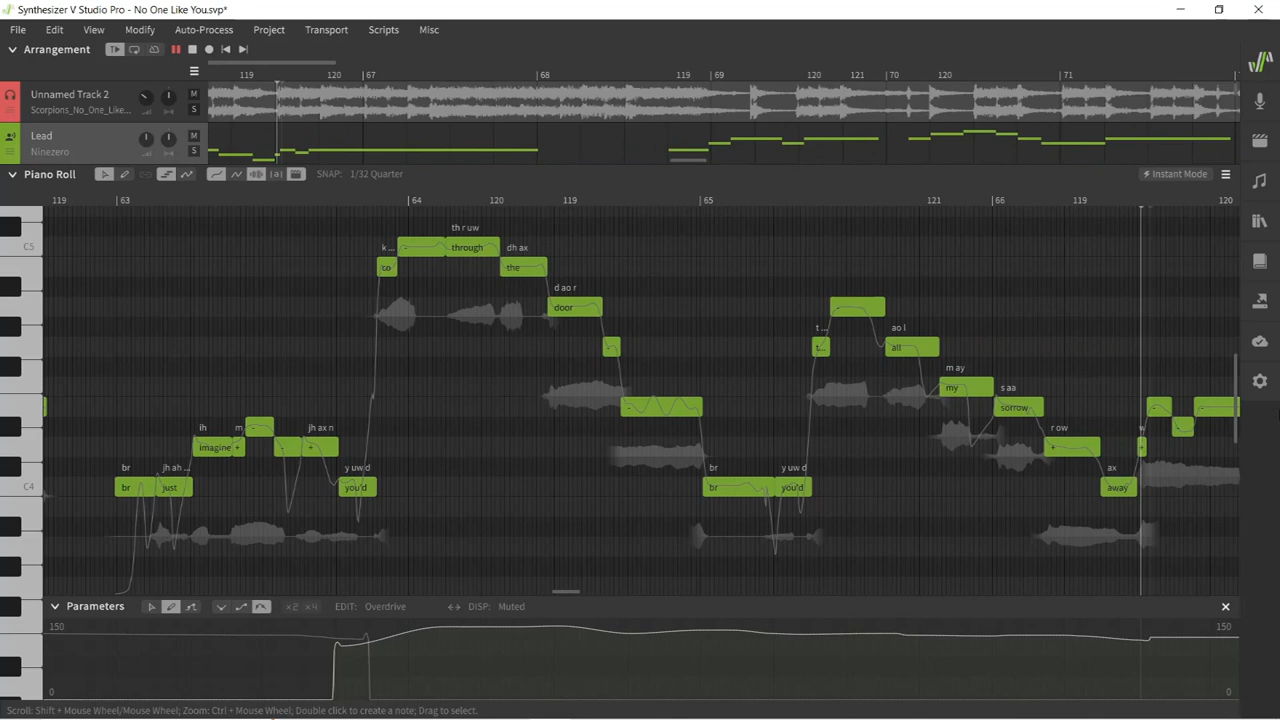 Synthesizer V Studio Pro - No One Like You.svp*
File Edit View Modify Auto-Process Project Transport Scripts Misc
Arrangement
119 120 67 68 119 69 120 121 70 120 71
Unnamed Track 2 M
Scorpions_No_One_Like... S
Lead M
Ninezero S
Piano Roll SNAP: 1/32 Quarter Instant Mode
119 63 64 120 119 65 121 66 119 120
th r uw
C5 k ... - through dh ax
co the
d ao r
door
t ... ao l
- t... all
m ay
my s aa
- sorrow -
ih m - jh ax n r ow w
imagine + - + + +
br jh ah ... y uw d br y uw d ax
C4 br just you'd br you'd away
Parameters EDIT: Overdrive DISP: Muted
150 150
0 0
Scroll: Shift + Mouse Wheel/Mouse Wheel; Zoom: Ctrl + Mouse Wheel; Double click to create a note; Drag to select.